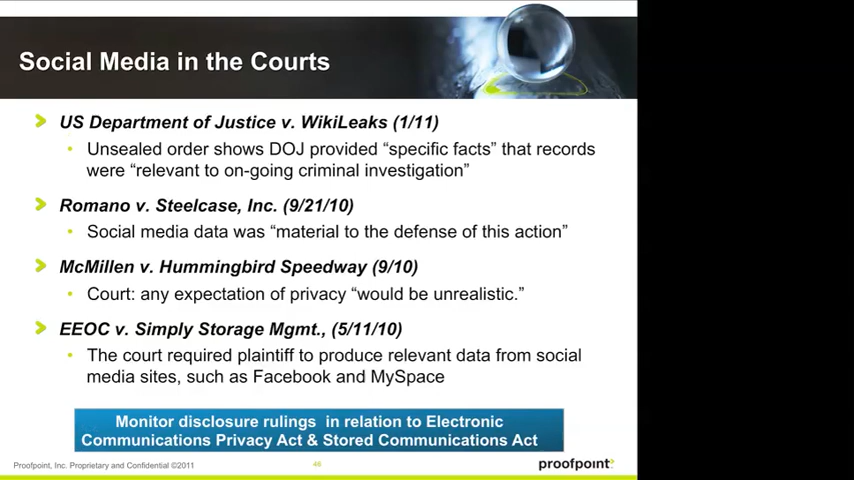 Social Media in the Courts
US Department of Justice v. WikiLeaks (1/11)
Unsealed order shows DOJ provided “specific facts” that records
were “relevant to on-going criminal investigation”
Romano v. Steelcase, Inc. (9/21/10)
Social media data was “material to the defense of this action”
McMillen v. Hummingbird Speedway (9/10)
Court: any expectation of privacy “would be unrealistic.”
EEOC v. Simply Storage Mgmt., (5/11/10)
The court required plaintiff to produce relevant data from social
media sites, such as Facebook and MySpace
Monitor disclosure rulings in relation to Electronic
Communications Privacy Act & Stored Communications Act
Proofpoint, Inc. Proprietary and Confidential ©2011
proofpoint